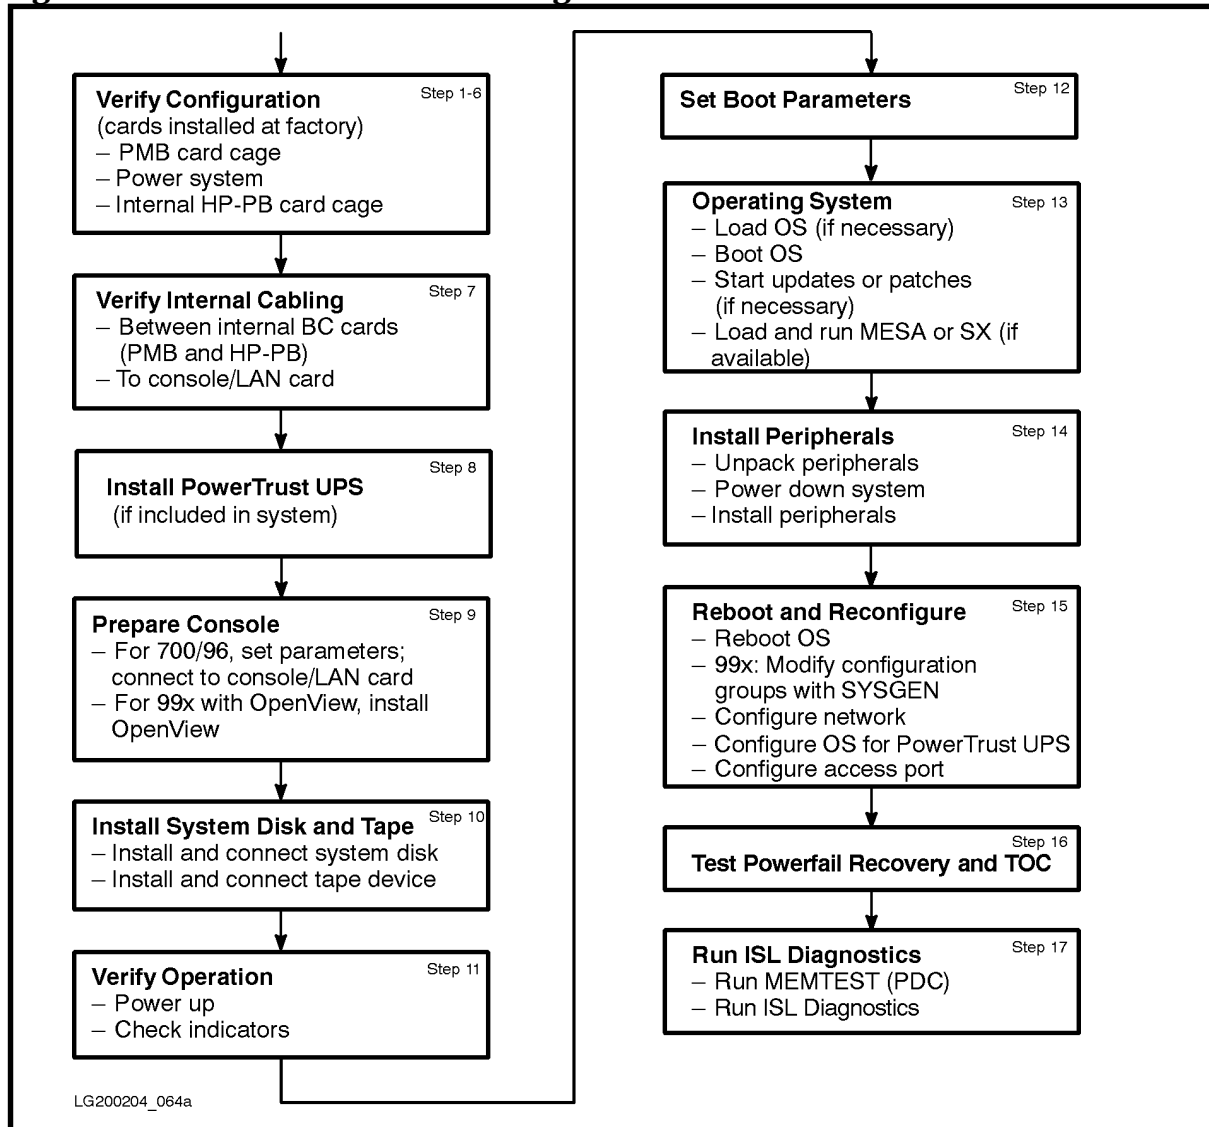 Verify Configuration Step 1-6
(cards installed at factory)
– PMB card cage
– Power system
– Internal HP-PB card cage
Verify Internal Cabling Step 7
– Between internal BC cards
(PMB and HP-PB)
– To console/LAN card
Step 8
Install PowerTrust UPS
(if included in system)
Prepare Console Step 9
– For 700/96, set parameters;
connect to console/LAN card
– For 99x with OpenView, install
OpenView
Install System Disk and Tape Step 10
– Install and connect system disk
– Install and connect tape device
Verify Operation Step 11
– Power up
– Check indicators
LG200204_064a
Set Boot Parameters Step 12
Operating System Step 13
– Load OS (if necessary)
– Boot OS
– Start updates or patches
(if necessary)
– Load and run MESA or SX (if
available)
Install Peripherals Step 14
– Unpack peripherals
– Power down system
– Install peripherals
Reboot and Reconfigure Step 15
– Reboot OS
– 99x: Modify configuration
groups with SYSGEN
– Configure network
– Configure OS for PowerTrust UPS
– Configure access port
Step 16
Test Powerfail Recovery and TOC
Run ISL Diagnostics Step 17
– Run MEMTEST (PDC)
– Run ISL Diagnostics